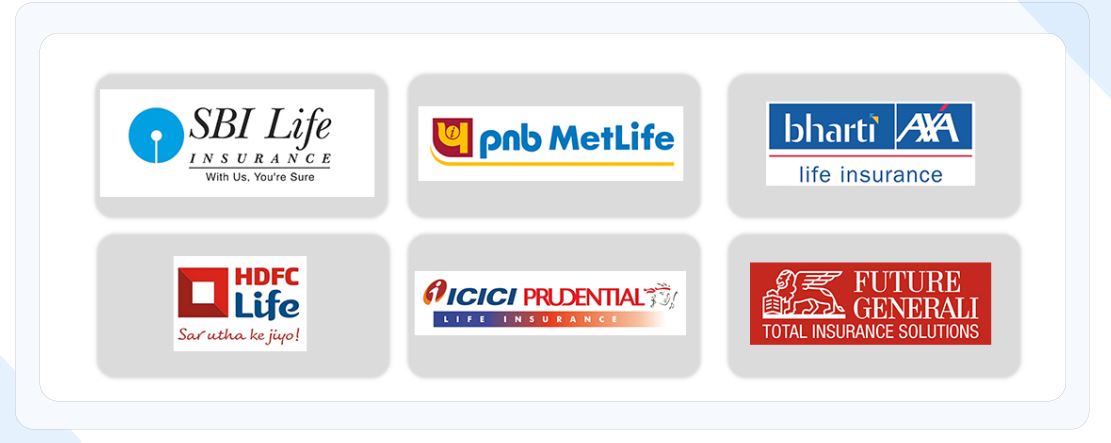 SBI Life
INSURANCE
With Us, You're Sure
pnb MetLife
bharti AXA
life insurance
HDFC
Life
Sar utha ke jiyo!
ICICI PRUDENTIAL
LIFE INSURANCE
FUTURE
GENERALI
TOTAL INSURANCE SOLUTIONS